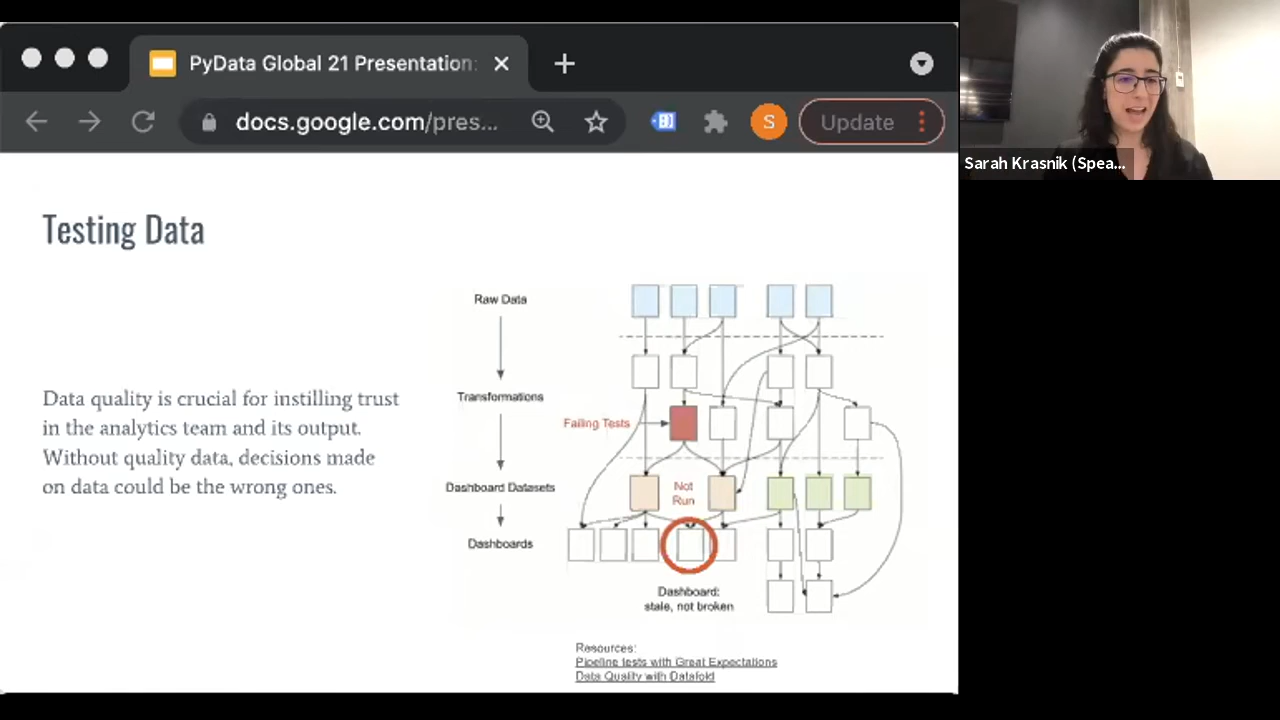 PyData Global 21 Presentation:
docs.google.com/pres...
S
Update
Sarah Krasnik (Spea...
Testing Data
Data quality is crucial for instilling trust
in the analytics team and its output.
Without quality data, decisions made
on data could be the wrong ones.
Raw Data
Transformations
Failing Tests
Dashboard Datasets
Not
Run
Dashboards
Dashboard:
stale, not broken
Resources:
Pipeline tests with Great Expectations
Data Quality with Datafold